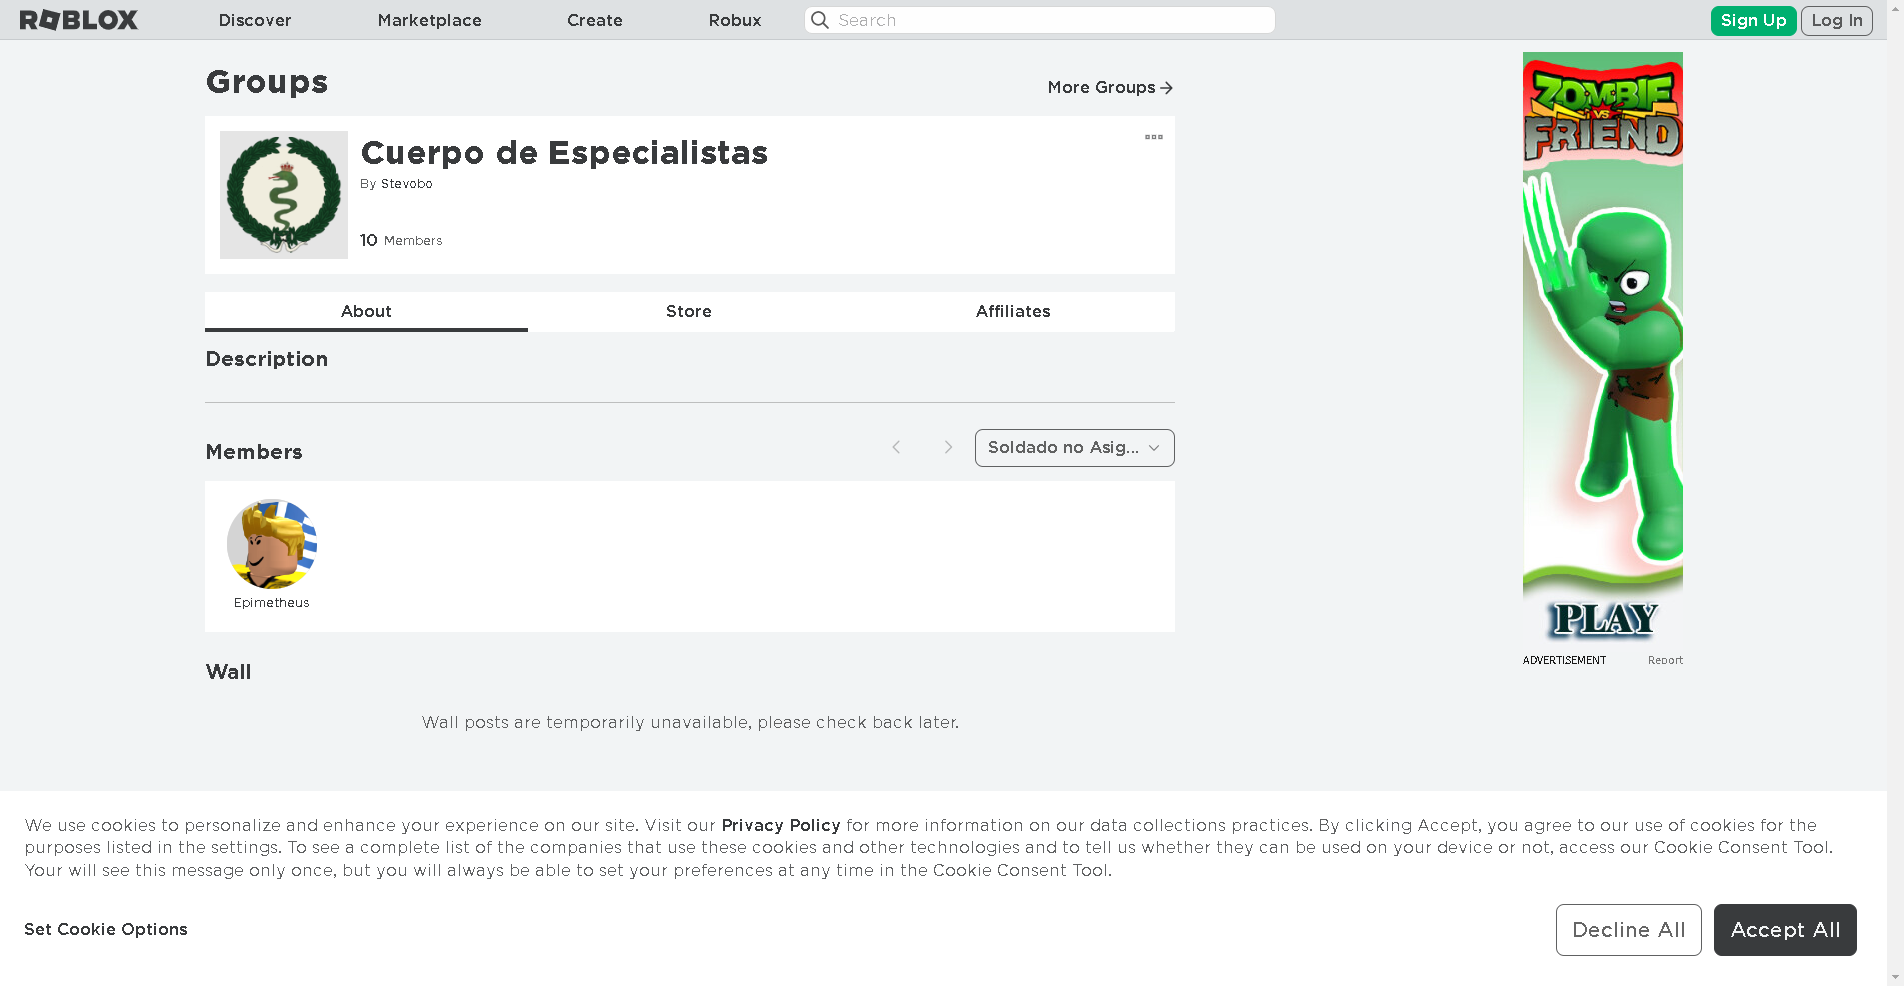 ROBLOX
Discover
Marketplace
Create
Robux
Search
Sign Up
Log In
Groups
More Groups
Cuerpo de Especialistas
By Stevobo
10 Members
About
Store
Affiliates
Description
Members
Soldado no Asig...
Epimetheus
Wall
Wall posts are temporarily unavailable, please check back later.
ZOMBIE
VS
FRIEND
PLAY
ADVERTISEMENT
Report
We use cookies to personalize and enhance your experience on our site. Visit our Privacy Policy for more information on our data collections practices. By clicking Accept, you agree to our use of cookies for the
purposes listed in the settings. To see a complete list of the companies that use these cookies and other technologies and to tell us whether they can be used on your device or not, access our Cookie Consent Tool.
Your will see this message only once, but you will always be able to set your preferences at any time in the Cookie Consent Tool.
Set Cookie Options
Decline All
Accept All